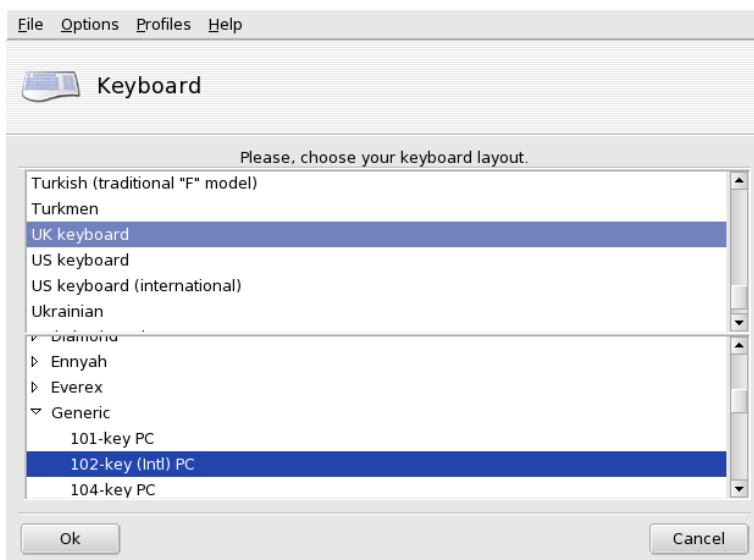 File Options Profiles Help
Keyboard
Please, choose your keyboard layout.
Turkish (traditional "F" model)
Turkmen
UK keyboard
US keyboard
US keyboard (international)
Ukrainian
Diamond
Ennyah
Everex
Generic
101-key PC
102-key (Intl) PC
104-key PC
Ok Cancel